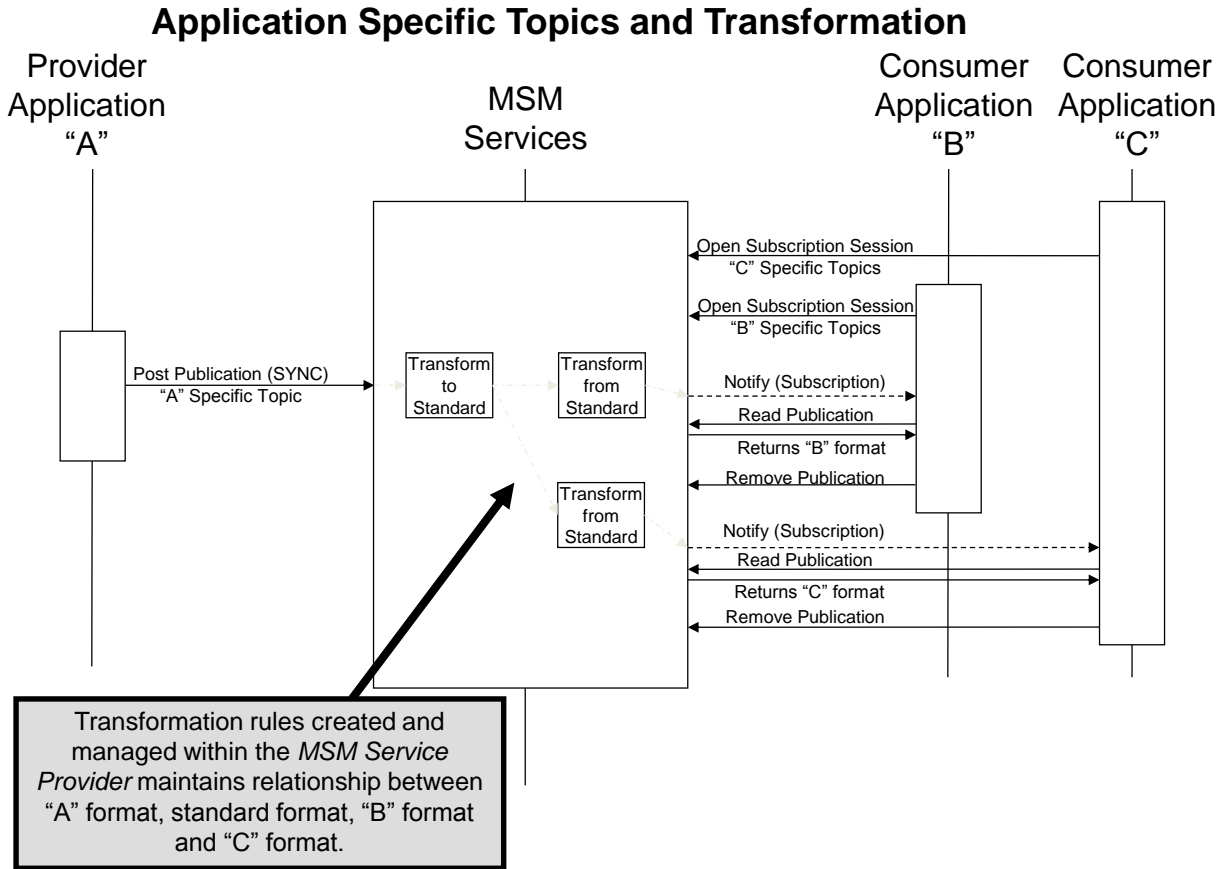 Application Specific Topics and Transformation
Provider
Application
“A”
MSM
Services
Consumer
Application
“B”
Consumer
Application
“C”
Open Subscription Session
“C” Specific Topics
Open Subscription Session
“B” Specific Topics
Post Publication (SYNC)
“A” Specific Topic
Transform
to
Standard
Transform
from
Standard
Notify (Subscription)
Read Publication
Returns “B” format
Remove Publication
Transform
from
Standard
Notify (Subscription)
Read Publication
Returns “C” format
Remove Publication
Transformation rules created and
managed within the MSM Service
Provider maintains relationship between
“A” format, standard format, “B” format
and “C” format.